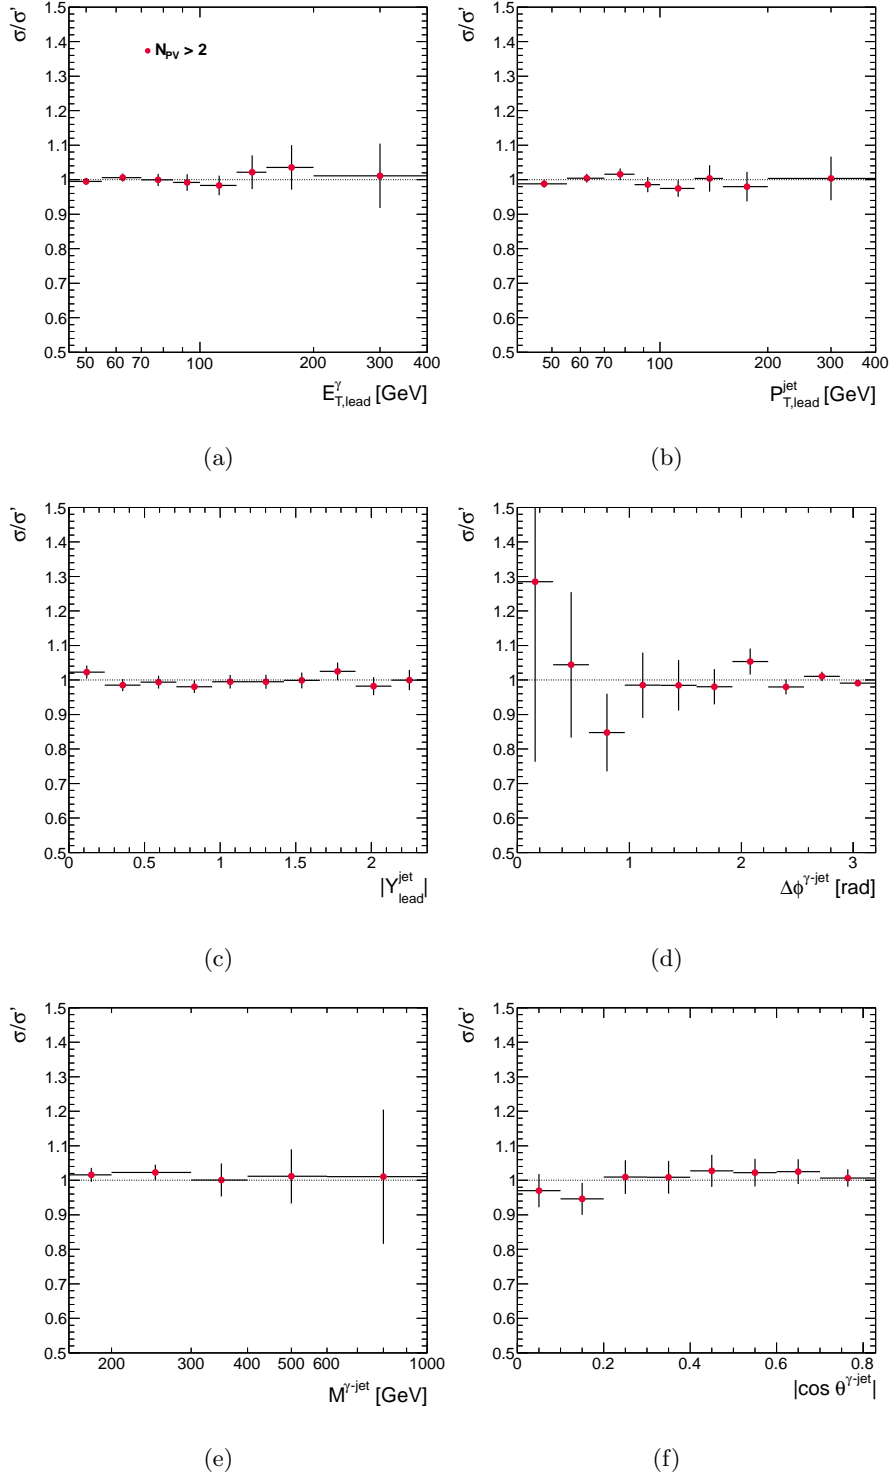 σ/σ' 1.5 1.4 1.3 1.2 1.1 1 0.9 0.8 0.7 0.6 0.5
N_PV > 2
50 60 70 100 200 300 400
E^γ_T,lead [GeV]
(a)
σ/σ' 1.5 1.4 1.3 1.2 1.1 1 0.9 0.8 0.7 0.6 0.5
50 60 70 100 200 300 400
P^jet_T,lead [GeV]
(b)
σ/σ' 1.5 1.4 1.3 1.2 1.1 1 0.9 0.8 0.7 0.6 0.5
0 0.5 1 1.5 2
|Y^jet_lead|
(c)
σ/σ' 1.5 1.4 1.3 1.2 1.1 1 0.9 0.8 0.7 0.6 0.5
0 1 2 3
Δϕ^γ-jet [rad]
(d)
σ/σ' 1.5 1.4 1.3 1.2 1.1 1 0.9 0.8 0.7 0.6 0.5
200 300 400 500 600 1000
M^γ-jet [GeV]
(e)
σ/σ' 1.5 1.4 1.3 1.2 1.1 1 0.9 0.8 0.7 0.6 0.5
0 0.2 0.4 0.6 0.8
|cos θ^γ-jet|
(f)